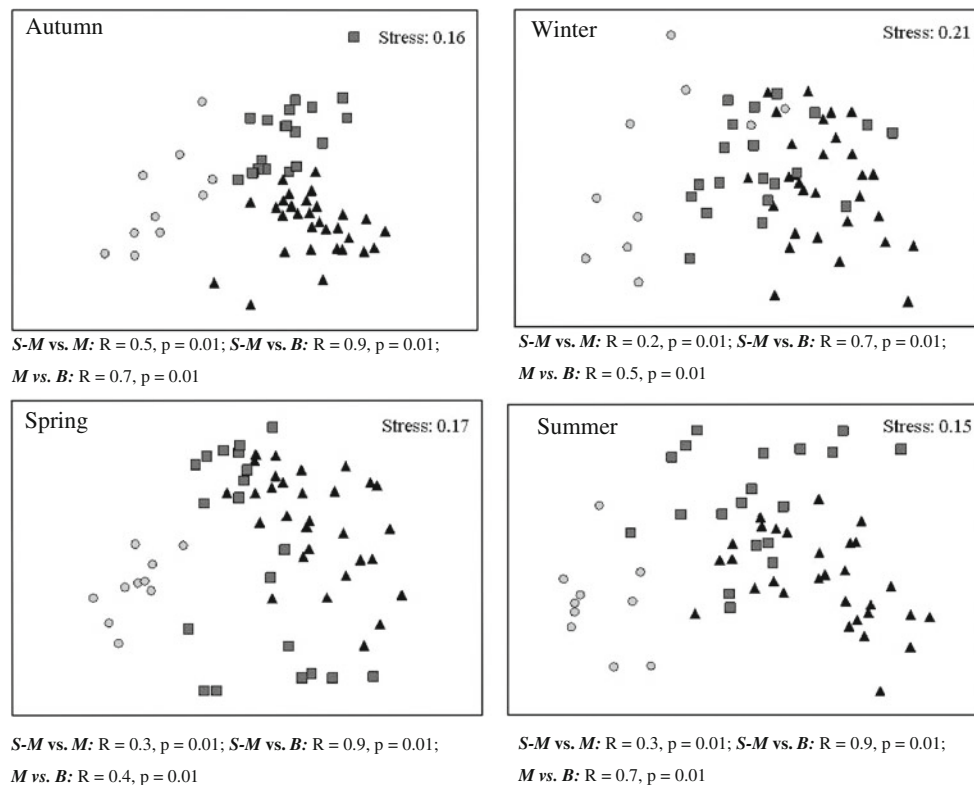 Autumn
Stress: 0.16
S-M vs. M: R = 0.5, p = 0.01; S-M vs. B: R = 0.9, p = 0.01;
M vs. B: R = 0.7, p = 0.01
Winter
Stress: 0.21
S-M vs. M: R = 0.2, p = 0.01; S-M vs. B: R = 0.7, p = 0.01;
M vs. B: R = 0.5, p = 0.01
Spring
Stress: 0.17
S-M vs. M: R = 0.3, p = 0.01; S-M vs. B: R = 0.9, p = 0.01;
M vs. B: R = 0.4, p = 0.01
Summer
Stress: 0.15
S-M vs. M: R = 0.3, p = 0.01; S-M vs. B: R = 0.9, p = 0.01;
M vs. B: R = 0.7, p = 0.01